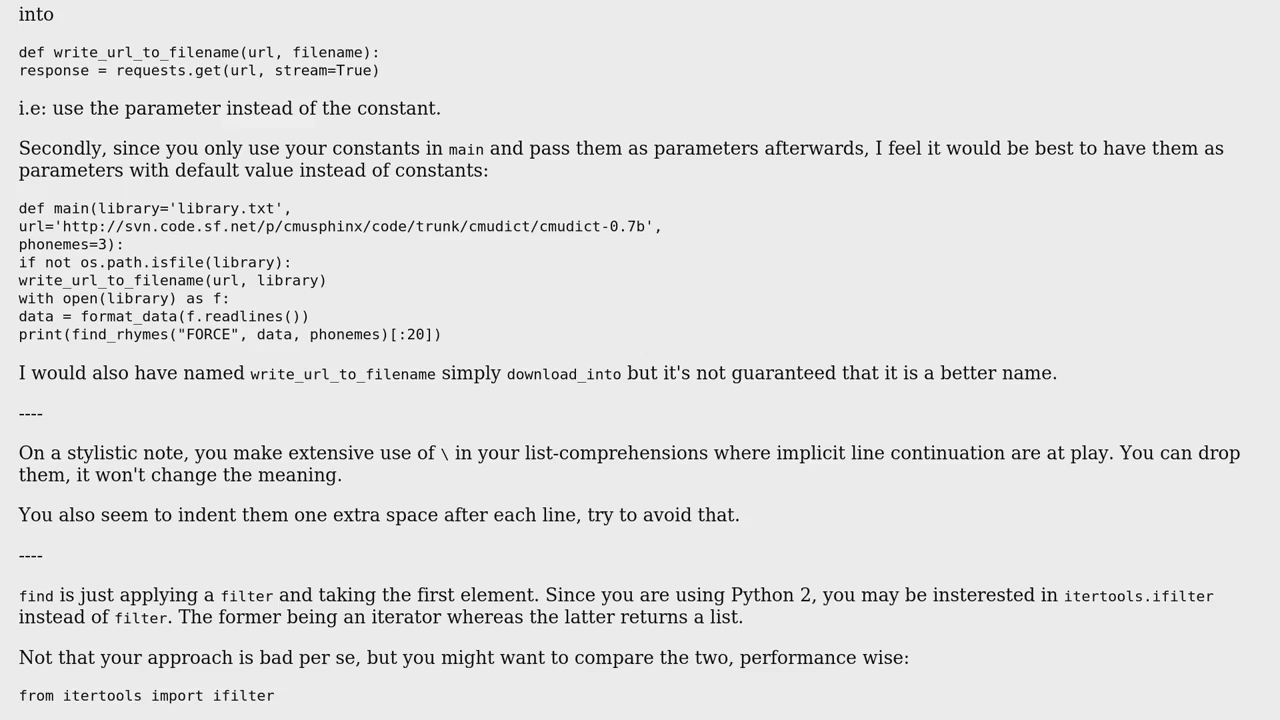 into
def write_url_to_filename(url, filename):
response = requests.get(url, stream=True)
i.e: use the parameter instead of the constant.
Secondly, since you only use your constants in main and pass them as parameters afterwards, I feel it would be best to have them as
parameters with default value instead of constants:
def main(library='library.txt',
url='http://svn.code.sf.net/p/cmusphinx/code/trunk/cmudict/cmudict-0.7b',
phonemes=3):
if not os.path.isfile(library):
write_url_to_filename(url, library)
with open(library) as f:
data = format_data(f.readlines())
print(find_rhymes("FORCE", data, phonemes)[:20])
I would also have named write_url_to_filename simply download_into but it's not guaranteed that it is a better name.
----
On a stylistic note, you make extensive use of \ in your list-comprehensions where implicit line continuation are at play. You can drop
them, it won't change the meaning.
You also seem to indent them one extra space after each line, try to avoid that.
----
find is just applying a filter and taking the first element. Since you are using Python 2, you may be insterested in itertools.ifilter
instead of filter. The former being an iterator whereas the latter returns a list.
Not that your approach is bad per se, but you might want to compare the two, performance wise:
from itertools import ifilter